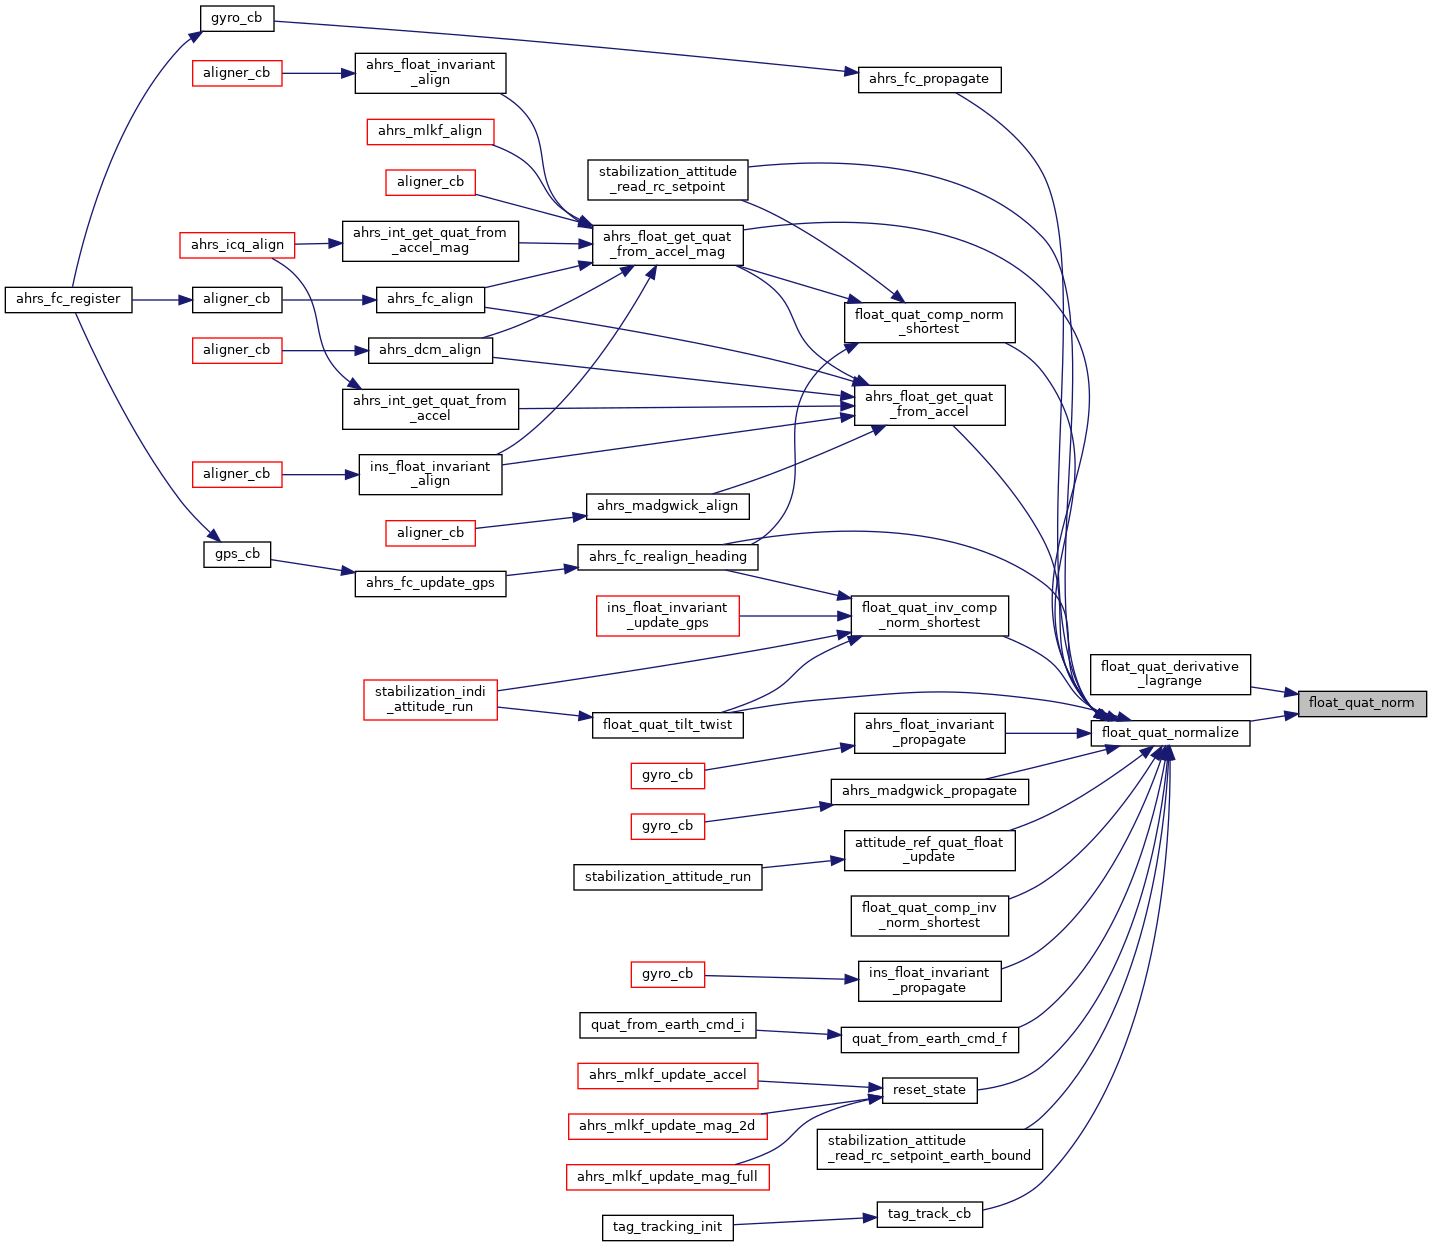 gyro_cb
aligner_cb
ahrs_float_invariant
_align
ahrs_fc_propagate
ahrs_mlkf_align
aligner_cb
stabilization_attitude
_read_rc_setpoint
ahrs_icq_align
ahrs_int_get_quat_from
_accel_mag
ahrs_float_get_quat
_from_accel_mag
ahrs_fc_register
aligner_cb
ahrs_fc_align
float_quat_comp_norm
_shortest
aligner_cb
ahrs_dcm_align
ahrs_int_get_quat_from
_accel
ahrs_float_get_quat
_from_accel
aligner_cb
ins_float_invariant
_align
ahrs_madgwick_align
aligner_cb
gps_cb
ahrs_fc_update_gps
ahrs_fc_realign_heading
ins_float_invariant
_update_gps
float_quat_inv_comp
_norm_shortest
stabilization_indi
_attitude_run
float_quat_tilt_twist
float_quat_derivative
_lagrange
float_quat_norm
float_quat_normalize
ahrs_float_invariant
_propagate
gyro_cb
ahrs_madgwick_propagate
gyro_cb
attitude_ref_quat_float
_update
stabilization_attitude_run
float_quat_comp_inv
_norm_shortest
gyro_cb
ins_float_invariant
_propagate
quat_from_earth_cmd_i
quat_from_earth_cmd_f
ahrs_mlkf_update_accel
reset_state
ahrs_mlkf_update_mag_2d
stabilization_attitude
_read_rc_setpoint_earth_bound
ahrs_mlkf_update_mag_full
tag_tracking_init
tag_track_cb